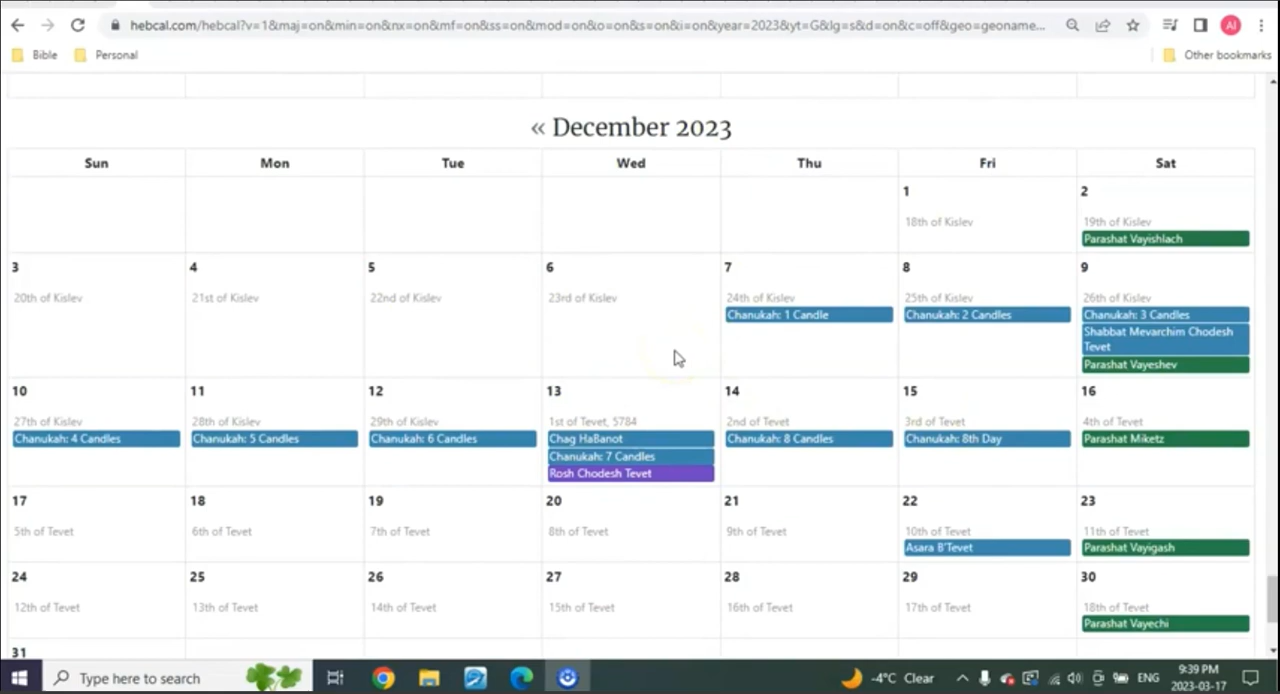 hebcal.com/hebcal?v=1&maj=on&min=on&nx=on&mf=on&ss=on&mod=on&o=on&s=on&i=on&year=2023&yt=G&lg=s&d=on&c=off&geo=geoname...
AI
Bible
Personal
Other bookmarks
« December 2023
Sun Mon Tue Wed Thu Fri Sat
1
18th of Kislev
2
19th of Kislev
Parashat Vayishlach
3
20th of Kislev
4
21st of Kislev
5
22nd of Kislev
6
23rd of Kislev
7
24th of Kislev
Chanukah: 1 Candle
8
25th of Kislev
Chanukah: 2 Candles
9
26th of Kislev
Chanukah: 3 Candles
Shabbat Mevarchim Chodesh
Tevet
Parashat Vayeshev
10
27th of Kislev
Chanukah: 4 Candles
11
28th of Kislev
Chanukah: 5 Candles
12
29th of Kislev
Chanukah: 6 Candles
13
1st of Tevet, 5784
Chag HaBanot
Chanukah: 7 Candles
Rosh Chodesh Tevet
14
2nd of Tevet
Chanukah: 8 Candles
15
3rd of Tevet
Chanukah: 8th Day
16
4th of Tevet
Parashat Miketz
17
5th of Tevet
18
6th of Tevet
19
7th of Tevet
20
8th of Tevet
21
9th of Tevet
22
10th of Tevet
Asara B'Tevet
23
11th of Tevet
Parashat Vayigash
24
12th of Tevet
25
13th of Tevet
26
14th of Tevet
27
15th of Tevet
28
16th of Tevet
29
17th of Tevet
30
18th of Tevet
Parashat Vayechi
31
Type here to search
-4°C Clear
ENG
9:39 PM
2023-03-17